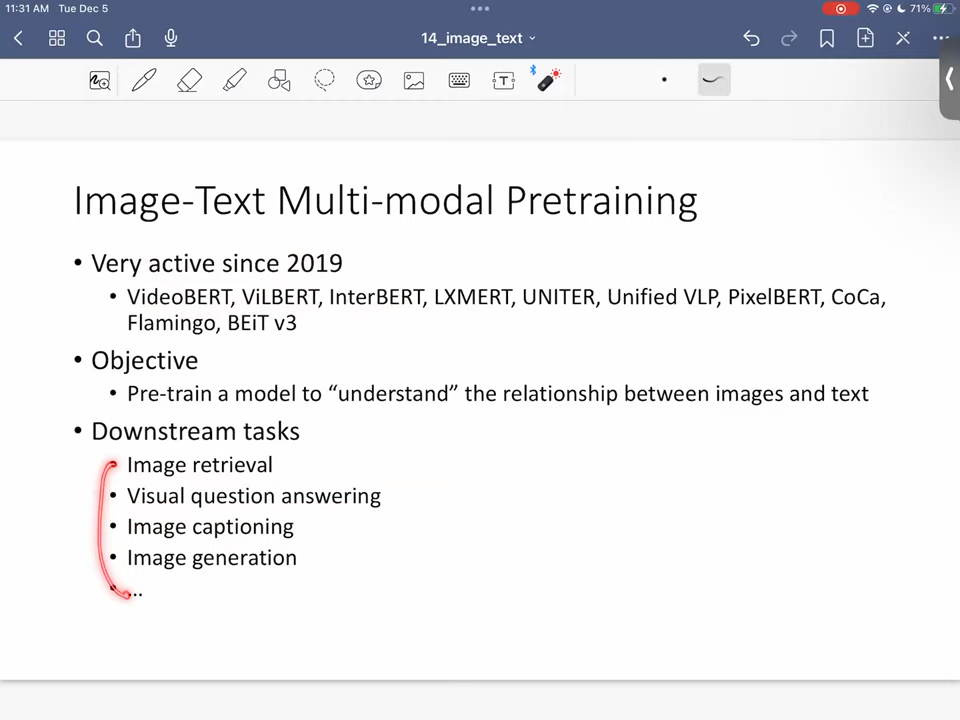 11:31 AM Tue Dec 5
71%
14_image_text
T
Image-Text Multi-modal Pretraining
• Very active since 2019
• VideoBERT, ViLBERT, InterBERT, LXMERT, UNITER, Unified VLP, PixelBERT, CoCa,
Flamingo, BEiT v3
• Objective
• Pre-train a model to “understand” the relationship between images and text
• Downstream tasks
• Image retrieval
• Visual question answering
• Image captioning
• Image generation
• ...